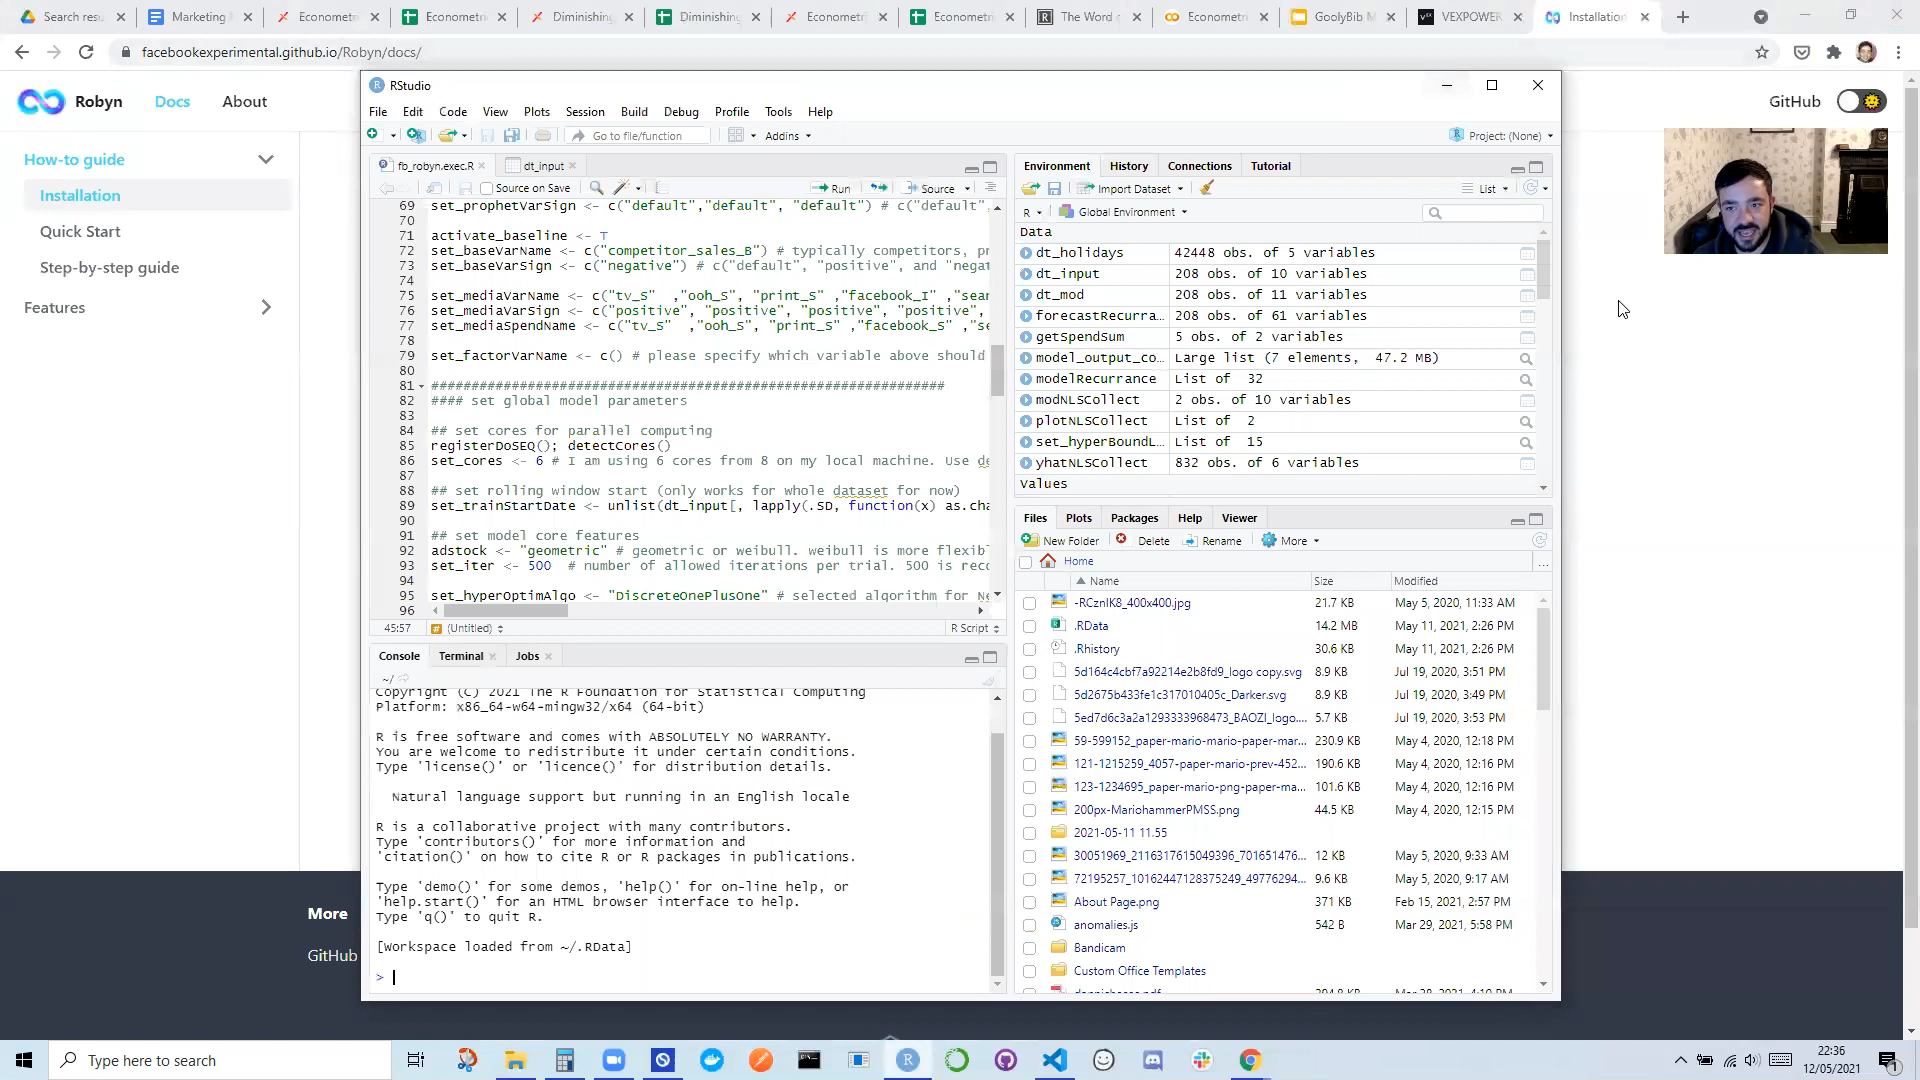 Search resu
Marketing
Econometr
Econometri
Diminishing
Diminishing
Econometri
Econometri
The Word o
Econometri
GoolyBib M
VEXPOWER
Installation
facebookexperimental.github.io/Robyn/docs/
Robyn
Docs
About
GitHub
How-to guide
Installation
Quick Start
Step-by-step guide
Features
More
GitHub
RStudio
File Edit Code View Plots Session Build Debug Profile Tools Help
Go to file/function
Addins
Project: (None)
fb_robyn.exec.R
dt_input
Source on Save
Run
Source
69 set_prophetVarSign <- c("default","default", "default") # c("default",
70
71 activate_baseline <- T
72 set_baseVarName <- c("competitor_sales_B") # typically competitors, pr
73 set_baseVarSign <- c("negative") # c("default", "positive", and "negat
74
75 set_mediaVarName <- c("tv_S" ,"ooh_S", "print_S" ,"facebook_I" ,"sear
76 set_mediaVarSign <- c("positive", "positive", "positive", "positive",
77 set_mediaSpendName <- c("tv_S" ,"ooh_S", "print_S" ,"facebook_S" ,"se
78
79 set_factorVarName <- c() # please specify which variable above should
80
81 ################################################################
82 #### set global model parameters
83
84 ## set cores for parallel computing
85 registerDoSEQ(); detectCores()
86 set_cores <- 6 # I am using 6 cores from 8 on my local machine. Use de
87
88 ## set rolling window start (only works for whole dataset for now)
89 set_trainStartDate <- unlist(dt_input[, lapply(.SD, function(x) as.cha
90
91 ## set model core features
92 adstock <- "geometric" # geometric or weibull. weibull is more flexibl
93 set_iter <- 500 # number of allowed iterations per trial. 500 is reco
94
95 set_hyperOptimAlgo <- "DiscreteOnePlusOne" # selected algorithm for Ne
96
45:57 # (Untitled)
R Script
Console Terminal Jobs
~/
Copyright (C) 2021 The R Foundation for Statistical Computing
Platform: x86_64-w64-mingw32/x64 (64-bit)
R is free software and comes with ABSOLUTELY NO WARRANTY.
You are welcome to redistribute it under certain conditions.
Type 'license()' or 'licence()' for distribution details.
Natural language support but running in an English locale
R is a collaborative project with many contributors.
Type 'contributors()' for more information and
'citation()' on how to cite R or R packages in publications.
Type 'demo()' for some demos, 'help()' for on-line help, or
'help.start()' for an HTML browser interface to help.
Type 'q()' to quit R.
[Workspace loaded from ~/.RData]
>
Environment History Connections Tutorial
Import Dataset
List
R Global Environment
Data
dt_holidays 42448 obs. of 5 variables
dt_input 208 obs. of 10 variables
dt_mod 208 obs. of 11 variables
forecastRecurra… 208 obs. of 61 variables
getSpendSum 5 obs. of 2 variables
model_output_co… Large list (7 elements, 47.2 MB)
modelRecurrance List of 32
modNLSCollect 2 obs. of 10 variables
plotNLSCollect List of 2
set_hyperBoundL… List of 15
yhatNLSCollect 832 obs. of 6 variables
Values
Files Plots Packages Help Viewer
New Folder Delete Rename More
Home ...
Name Size Modified
-RCznIK8_400x400.jpg 21.7 KB May 5, 2020, 11:33 AM
.RData 14.2 MB May 11, 2021, 2:26 PM
.Rhistory 30.6 KB May 11, 2021, 2:26 PM
5d164c4cbf7a92214e2b8fd9_logo copy.svg 8.9 KB Jul 19, 2020, 3:51 PM
5d2675b433fe1c317010405c_Darker.svg 8.9 KB Jul 19, 2020, 3:49 PM
5ed7d6c3a2a1293333968473_BAOZI_logo.... 5.7 KB Jul 19, 2020, 3:53 PM
59-599152_paper-mario-mario-paper-mar... 230.9 KB May 4, 2020, 12:18 PM
121-1215259_4057-paper-mario-prev-452... 190.6 KB May 4, 2020, 12:16 PM
123-1234695_paper-mario-png-paper-ma... 101.6 KB May 4, 2020, 12:16 PM
200px-MariohammerPMSS.png 44.5 KB May 4, 2020, 12:15 PM
2021-05-11 11.55
30051969_2116317615049396_701651476... 12 KB May 5, 2020, 9:33 AM
72195257_10162447128375249_49776294... 9.6 KB May 5, 2020, 9:17 AM
About Page.png 371 KB Feb 15, 2021, 2:57 PM
anomalies.js 542 B Mar 29, 2021, 5:58 PM
Bandicam
Custom Office Templates
Type here to search
22:36
12/05/2021